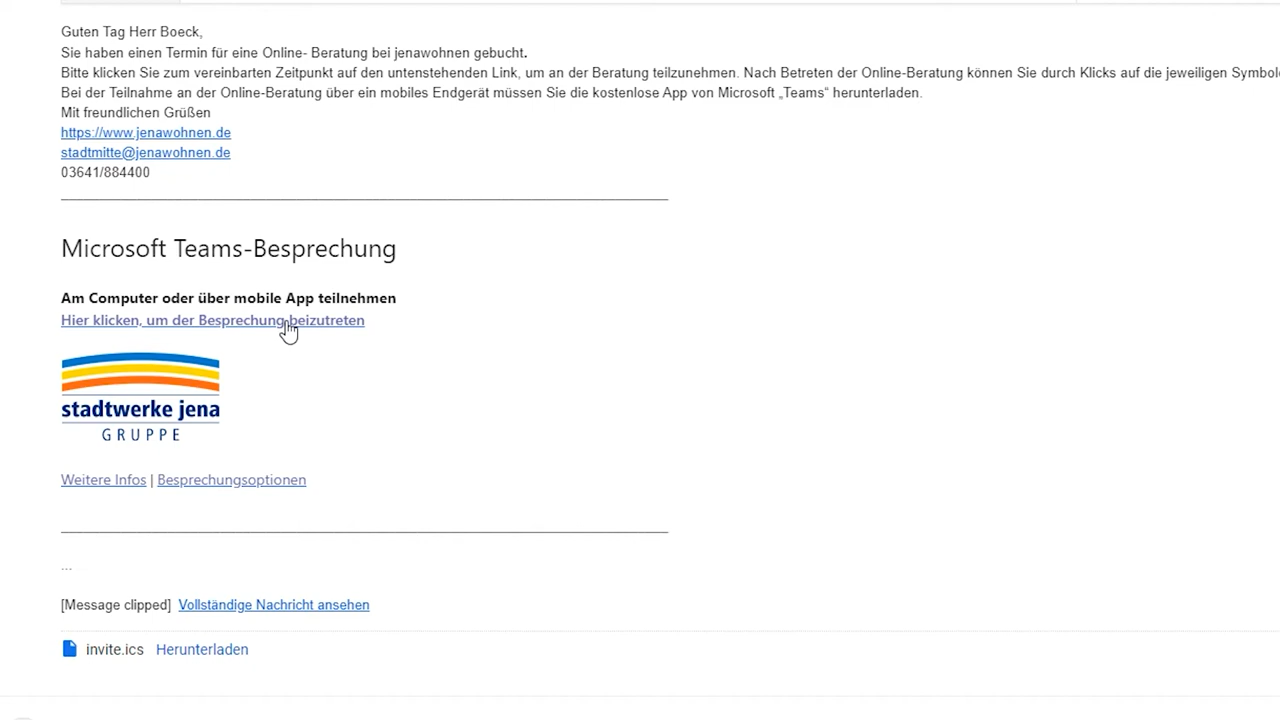 Guten Tag Herr Boeck,
Sie haben einen Termin für eine Online- Beratung bei jenawohnen gebucht.
Bitte klicken Sie zum vereinbarten Zeitpunkt auf den untenstehenden Link, um an der Beratung teilzunehmen. Nach Betreten der Online-Beratung können Sie durch Klicks auf die jeweiligen Symbole
Bei der Teilnahme an der Online-Beratung über ein mobiles Endgerät müssen Sie die kostenlose App von Microsoft „Teams“ herunterladen.
Mit freundlichen Grüßen
https://www.jenawohnen.de
stadtmitte@jenawohnen.de
03641/884400
Microsoft Teams-Besprechung
Am Computer oder über mobile App teilnehmen
Hier klicken, um der Besprechung beizutreten
stadtwerke jena
GRUPPE
Weitere Infos | Besprechungsoptionen
...
[Message clipped] Vollständige Nachricht ansehen
invite.ics Herunterladen